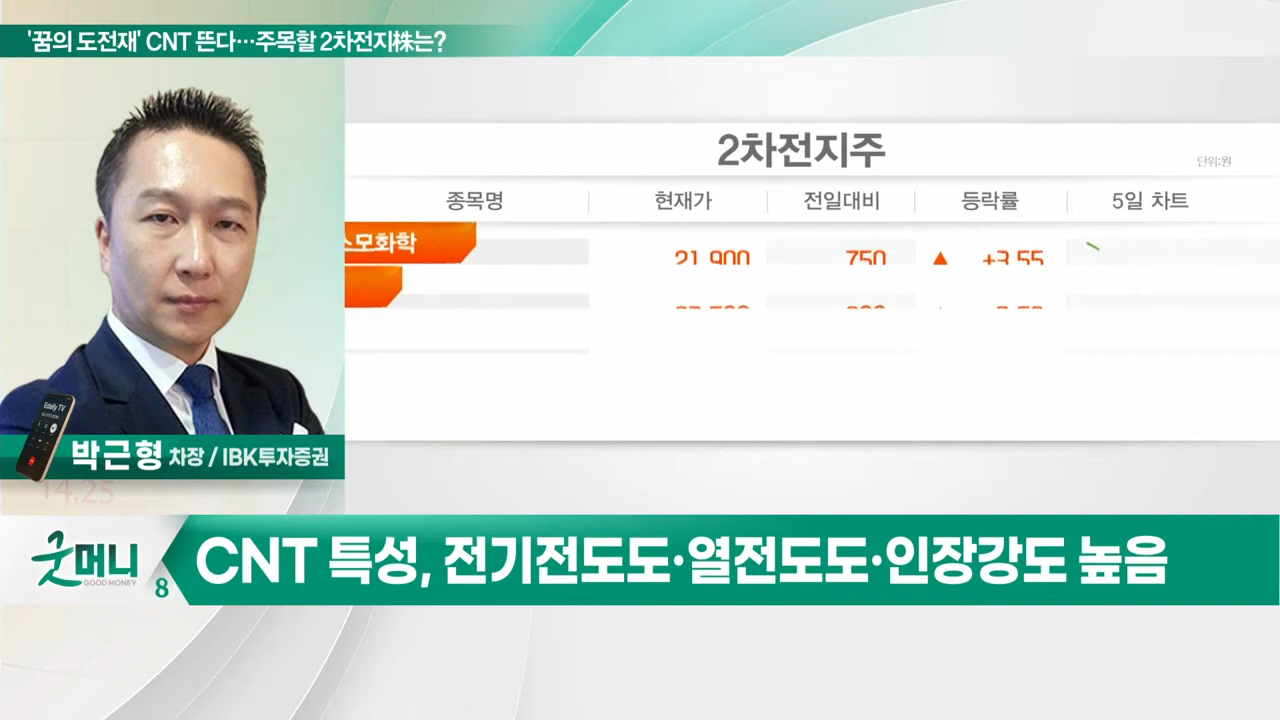 '꿈의 도전재' CNT 뜬다…주목할 2차전지株는?
2차전지주
단위:원
종목명 현재가 전일대비 등락률 5일 차트
모화학 21,900 750 ▲ +3.55
Edaily TV
박근형 차장 / IBK투자증권
14.25
굿머니
GOOD MONEY
8
CNT 특성, 전기전도도·열전도도·인장강도 높음